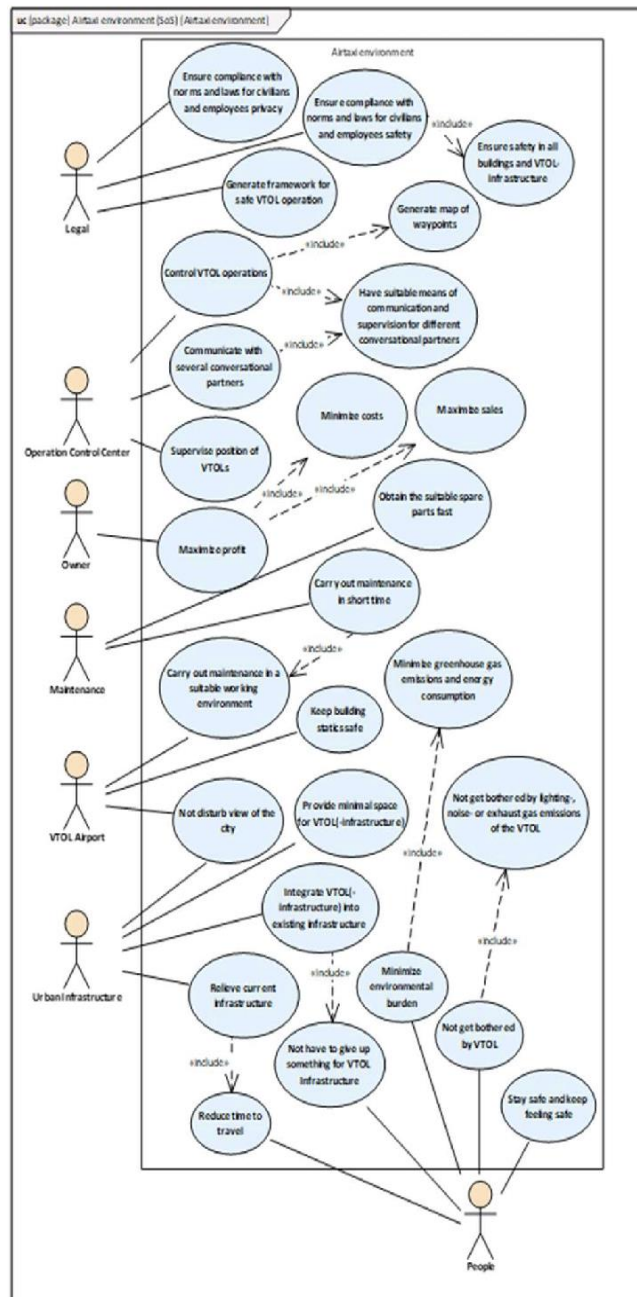 uc [package] Airtaxi environment (SoS) [Airtaxi environment]
Airtaxi environment
Ensure compliance with
norms and laws for civilians
and employees privacy
Ensure compliance with
norms and laws for civilians
and employees safety
«include»
Ensure safety in all
buildings and VTOL-
Infrastructure
Legal
Generate framework for
safe VTOL operation
Generate map of
waypoints
«include»
Control VTOL operations
«include»
Have suitable means of
communication and
supervision for different
conversational partners
Communicate with
several conversational
partners
«include»
Operation Control Center
Supervise position of
VTOLs
Minimize costs
Maximize sales
«include»
«include»
Owner
Maximize profit
Obtain the suitable spare
parts fast
Carry out maintenance
in short time
«include»
Maintenance
Carry out maintenance in a
suitable working
environment
Minimize greenhouse gas
emissions and energy
consumption
Keep building
statics safe
VTOL Airport
Not disturb view of the
city
Provide minimal space
for VTOL(-infrastructure)
Not get bothered by lighting-,
noise- or exhaust gas emissions
of the VTOL
«include»
Integrate VTOL(-
infrastructure) into
existing infrastructure
«include»
«include»
Urban Infrastructure
Relieve current
infrastructure
Minimize
environmental
burden
«include»
Not have to give up
something for VTOL
Infrastructure
Not get bothered
by VTOL
Reduce time to
travel
Stay safe and keep
feeling safe
People